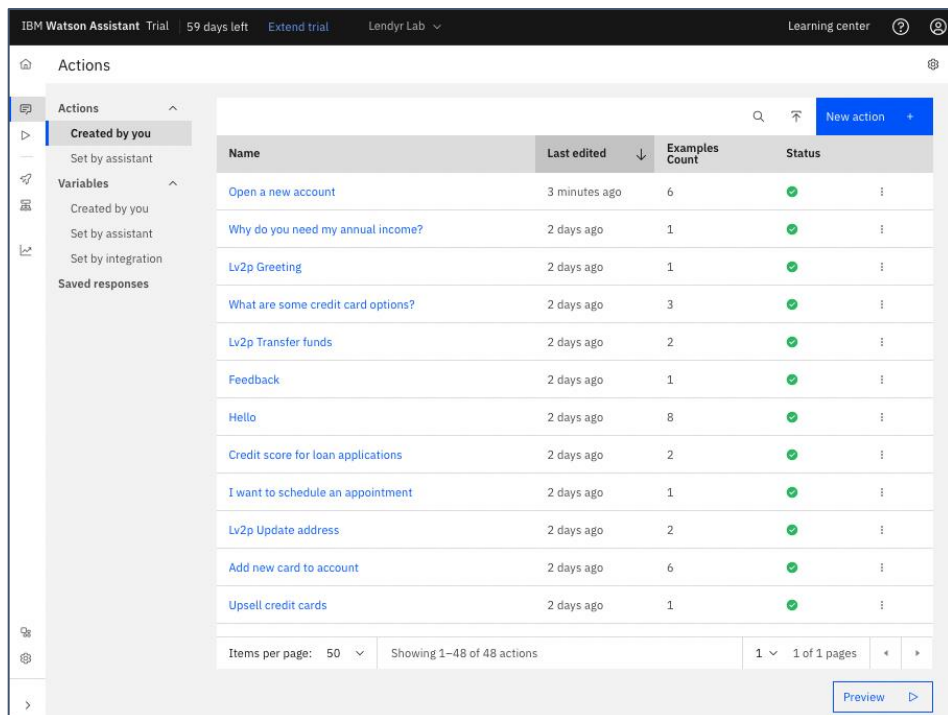 IBM Watson Assistant Trial 59 days left Extend trial Lendyr Lab Learning center
Actions
Actions
Created by you
Set by assistant
Variables
Created by you
Set by assistant
Set by integration
Saved responses
New action +
Name Last edited Examples Count Status
Open a new account 3 minutes ago 6
Why do you need my annual income? 2 days ago 1
Lv2p Greeting 2 days ago 1
What are some credit card options? 2 days ago 3
Lv2p Transfer funds 2 days ago 2
Feedback 2 days ago 1
Hello 2 days ago 8
Credit score for loan applications 2 days ago 2
I want to schedule an appointment 2 days ago 1
Lv2p Update address 2 days ago 2
Add new card to account 2 days ago 6
Upsell credit cards 2 days ago 1
Items per page: 50 Showing 1–48 of 48 actions 1 1 of 1 pages
Preview